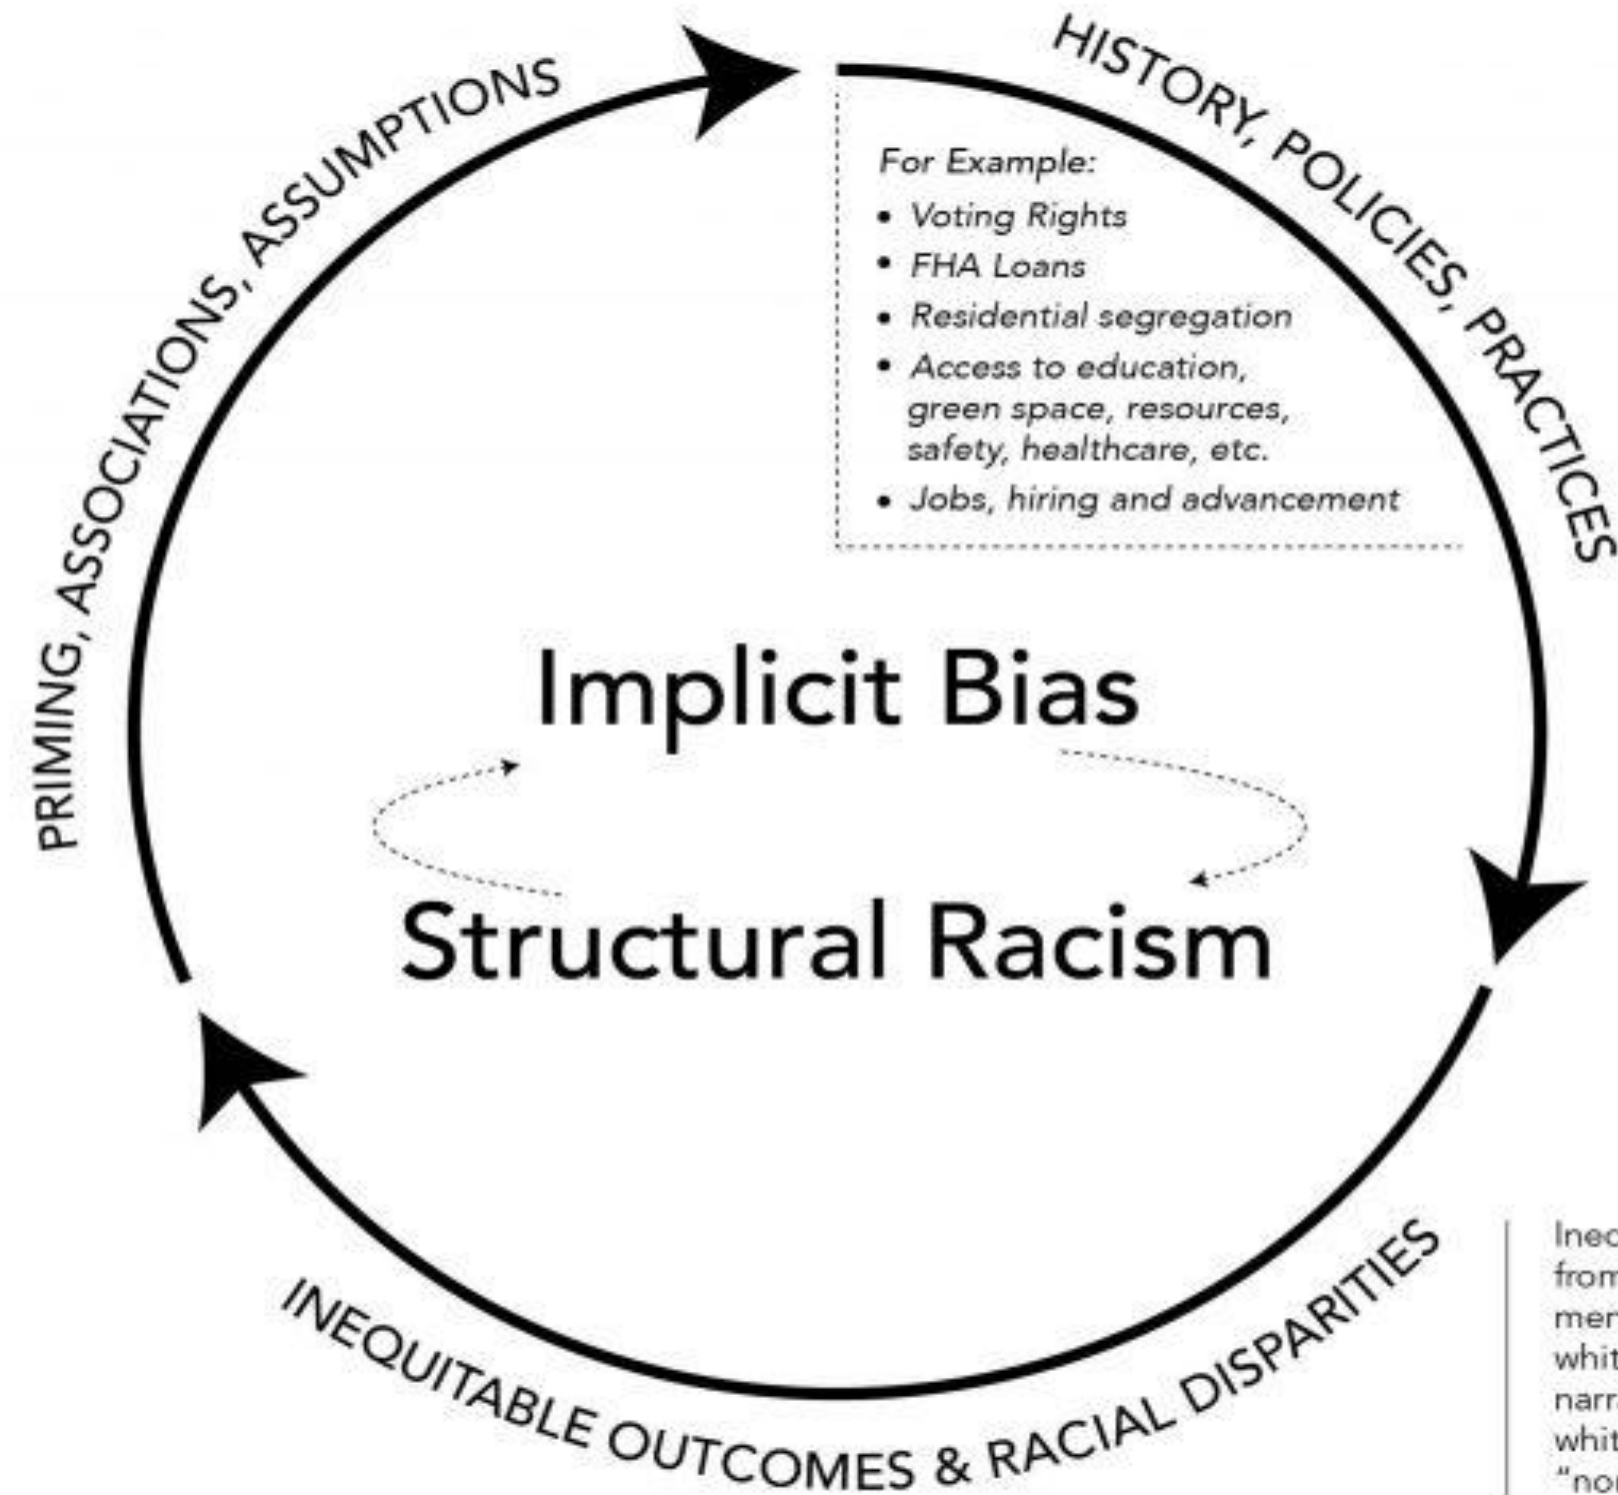 PRIMING, ASSOCIATIONS, ASSUMPTIONS
HISTORY, POLICIES, PRACTICES
For Example:
• Voting Rights
• FHA Loans
• Residential segregation
• Access to education,
green space, resources,
safety, healthcare, etc.
• Jobs, hiring and advancement
Implicit Bias
Structural Racism
INEQUITABLE OUTCOMES & RACIAL DISPARITIES
from